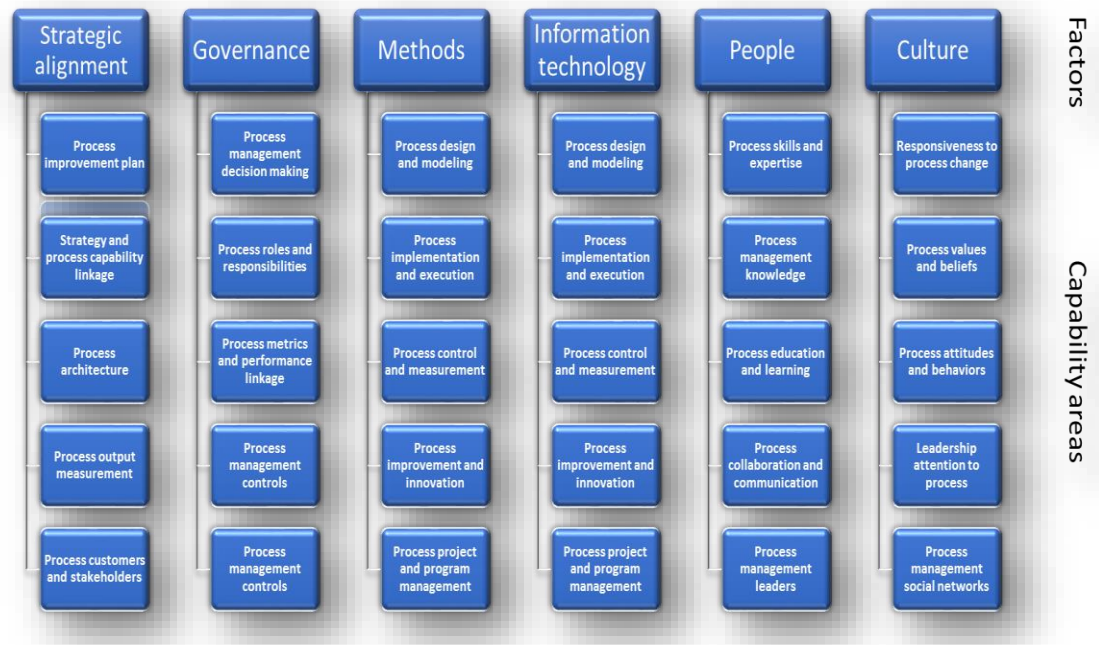 Strategic
alignment
Process
improvement plan
Strategy and
process capability
linkage
Process
architecture
Process output
measurement
Process customers
and stakeholders
Governance
Process
management
decision making
Process roles and
responsibilities
Process metrics
and performance
linkage
Process
management
controls
Process
management
controls
Methods
Process design
and modeling
Process
implementation
and execution
Process control
and measurement
Process
improvement and
innovation
Process project
and program
management
Information
technology
Process design
and modeling
Process
implementation
and execution
Process control
and measurement
Process
improvement and
innovation
Process project
and program
management
People
Process skills and
expertise
Process
management
knowledge
Process education
and learning
Process
collaboration and
communication
Process
management
leaders
Culture
Responsiveness to
process change
Process values
and beliefs
Process attitudes
and behaviors
Leadership
attention to
process
Process
management
social networks
Factors
Capability areas